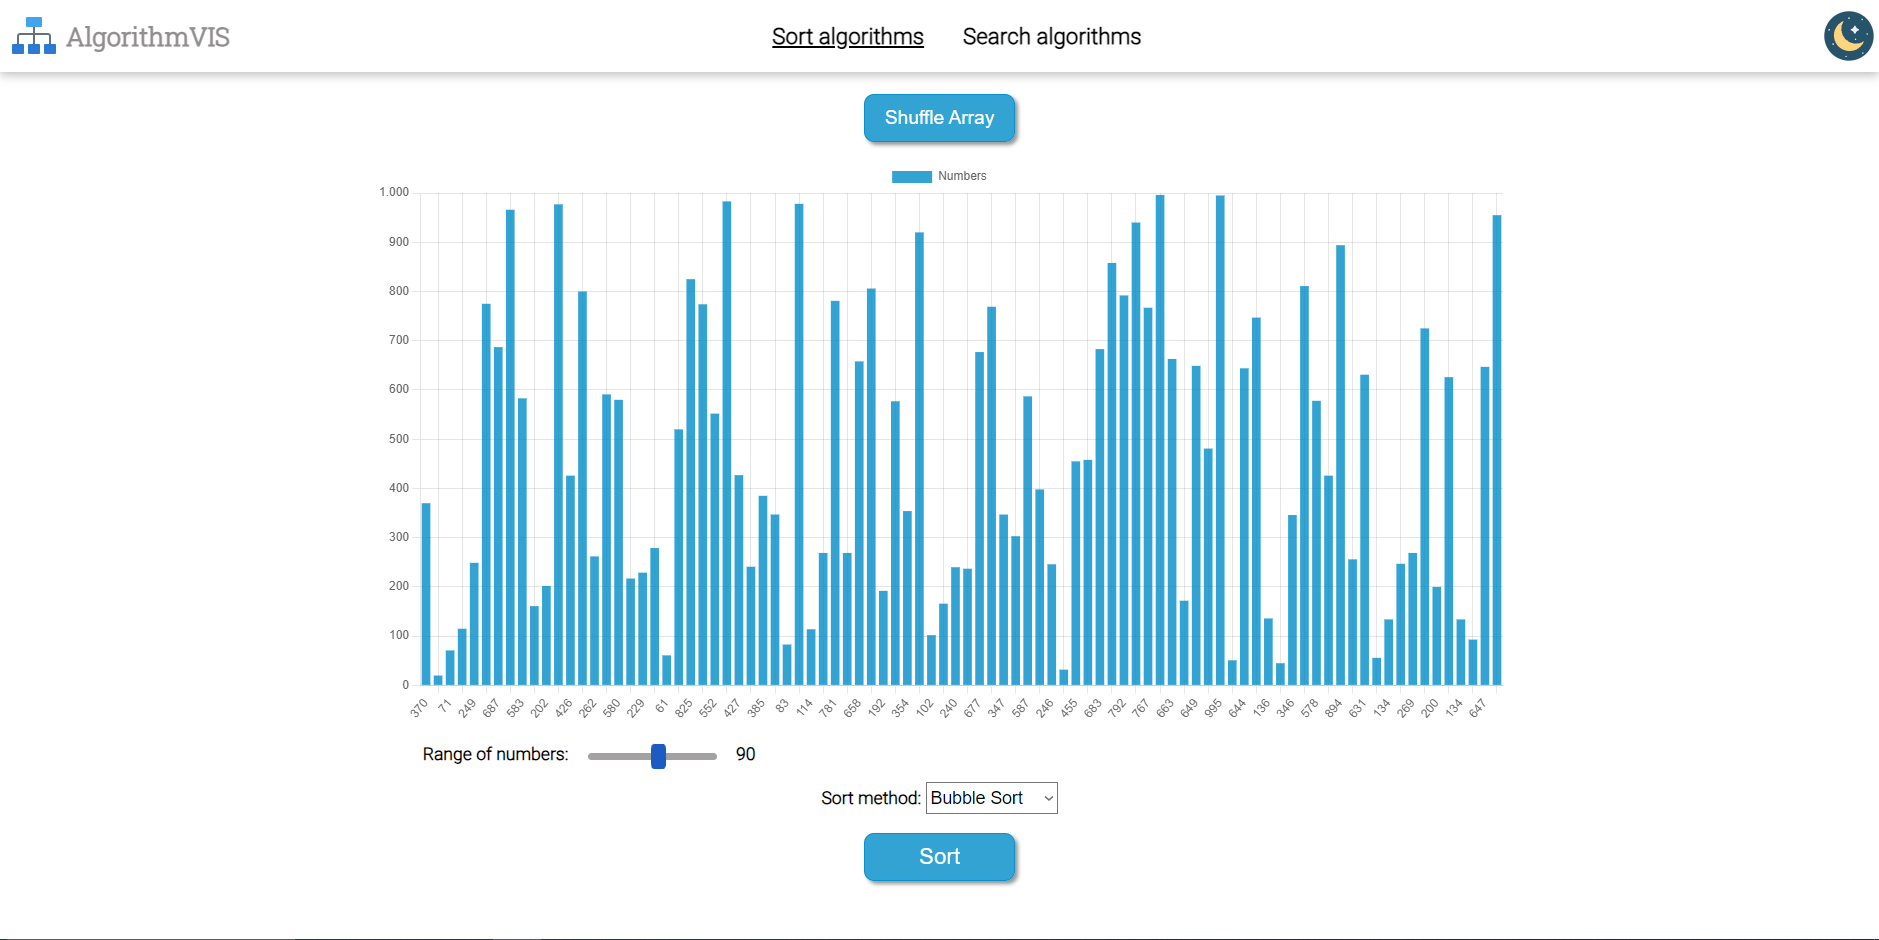 AlgorithmVIS
Sort algorithms Search algorithms
Shuffle Array
Numbers
1.000
900
800
700
600
500
400
300
200
100
0
370 71 249 687 583 202 426 262 580 229 61 825 552 427 385 83 114 781 658 192 354 102 240 677 347 587 246 455 683 792 767 663 649 995 644 136 346 578 894 631 134 269 200 134 647
Range of numbers: 90
Sort method: Bubble Sort
Sort